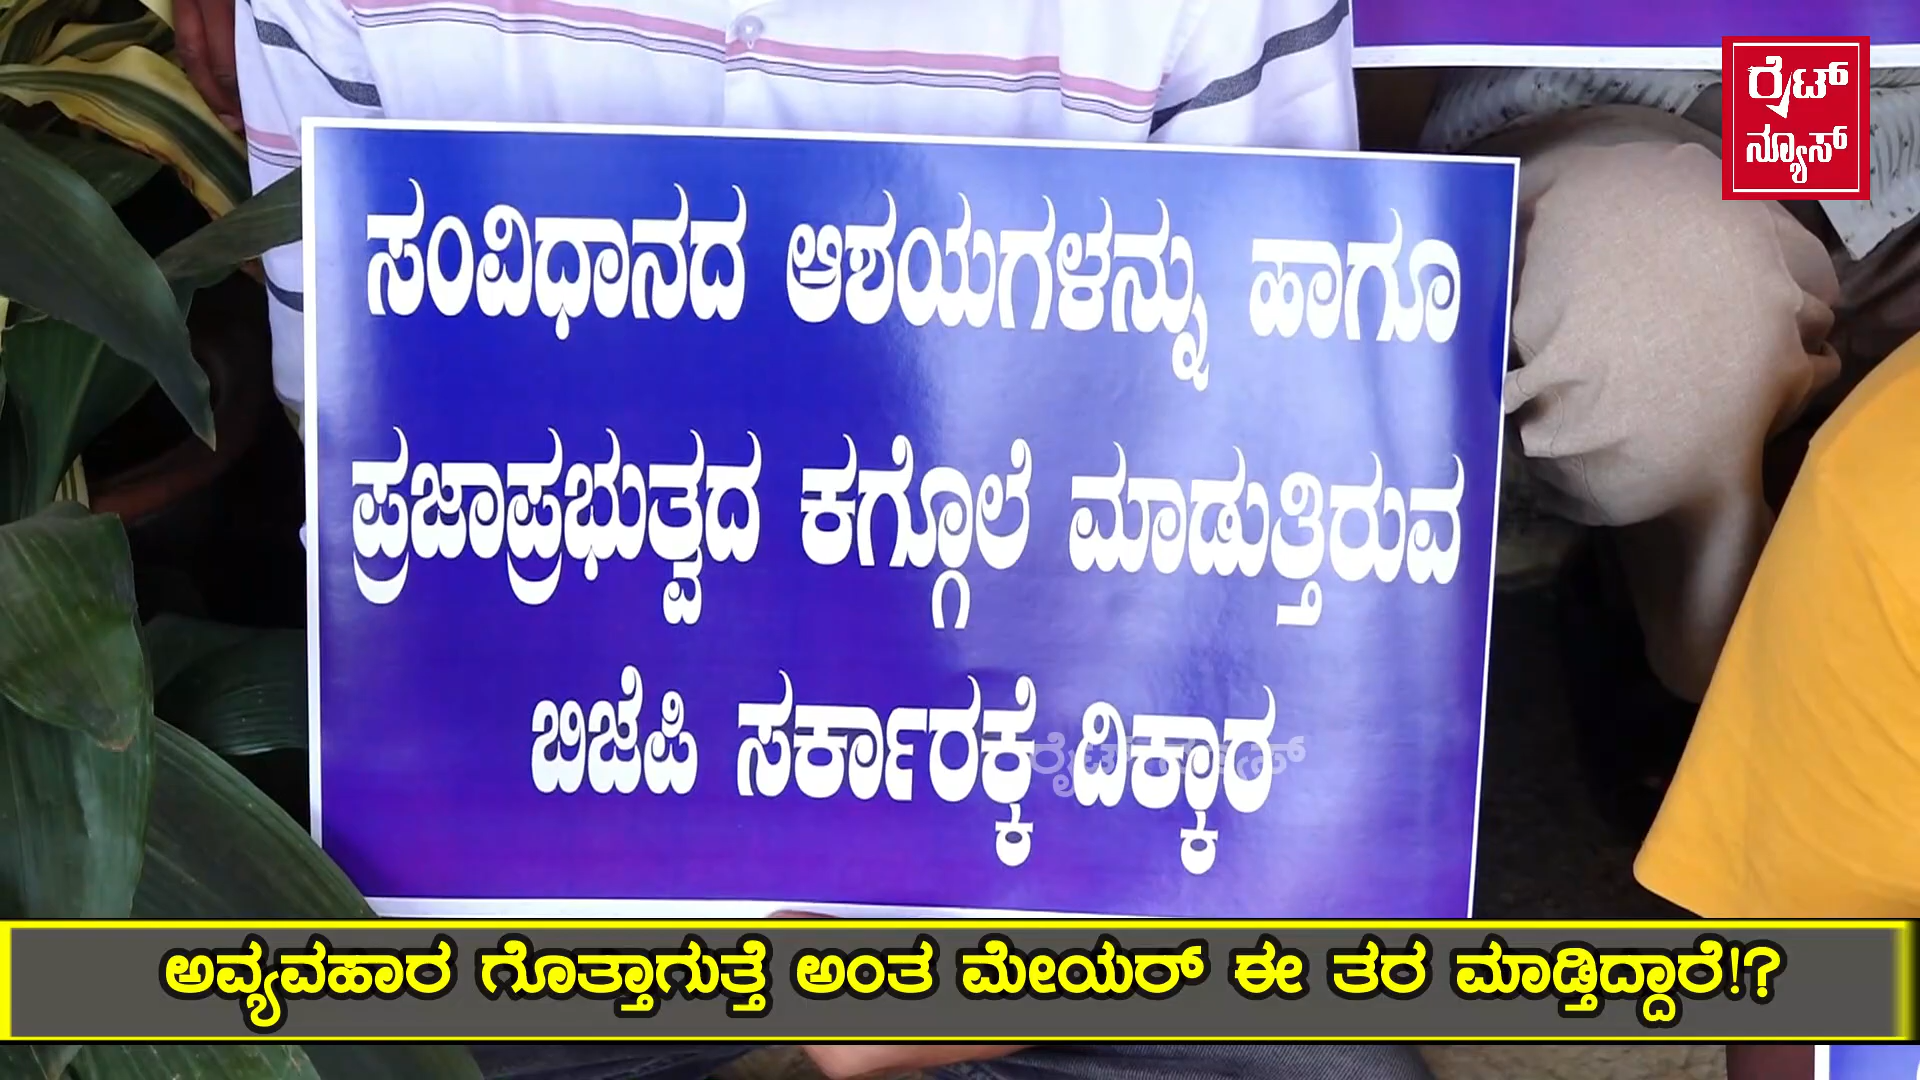 ರೈಟ್
ನ್ಯೂಸ್
ಸಂವಿಧಾನದ ಆಶಯಗಳನ್ನು ಹಾಗೂ
ಪ್ರಜಾಪ್ರಭುತ್ವದ ಕಗ್ಗೊಲೆ ಮಾಡುತ್ತಿರುವ
ಬಿಜೆಪಿ ಸರ್ಕಾರಕ್ಕೆ ದಿಕ್ಕಾರ
ರೈಟ್ ನ್ಯೂಸ್
ಅವ್ಯವಹಾರ ಗೊತ್ತಾಗುತ್ತೆ ಅಂತ ಮೇಯರ್ ಈ ತರ ಮಾಡ್ತಿದ್ದಾರೆ!?